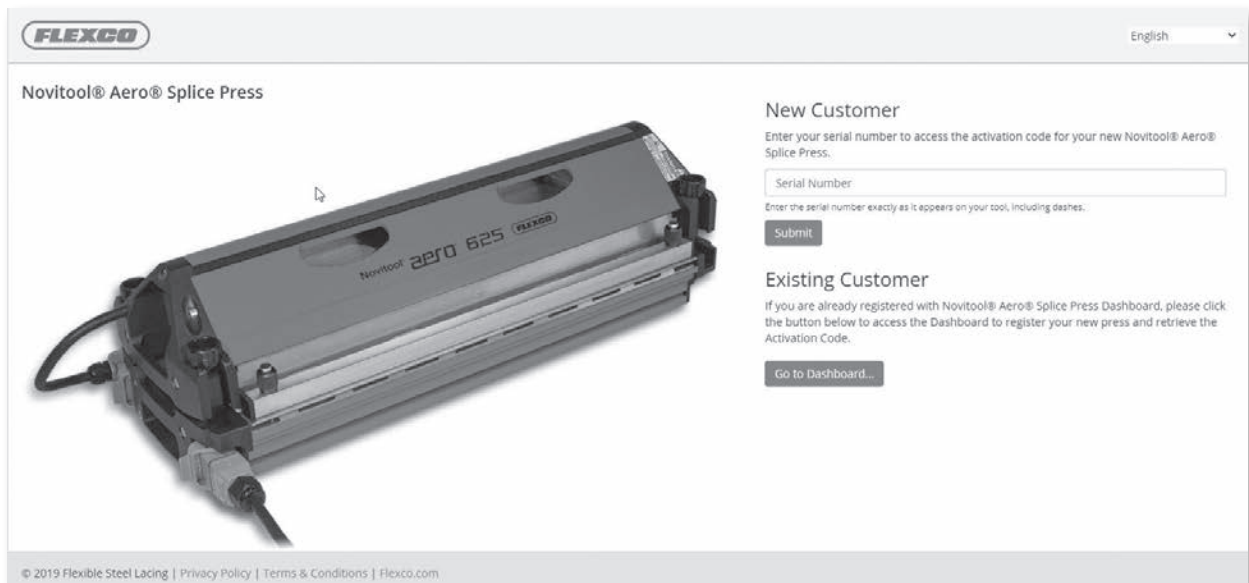 FLEXCO
English
Novitool® Aero® Splice Press
Novitool aero 625 FLEXCO
New Customer
Enter your serial number to access the activation code for your new Novitool® Aero®
Splice Press.
Serial Number
Enter the serial number exactly as it appears on your tool, including dashes.
Submit
Existing Customer
If you are already registered with Novitool® Aero® Splice Press Dashboard, please click
the button below to access the Dashboard to register your new press and retrieve the
Activation Code.
Go to Dashboard...
© 2019 Flexible Steel Lacing | Privacy Policy | Terms & Conditions | Flexco.com